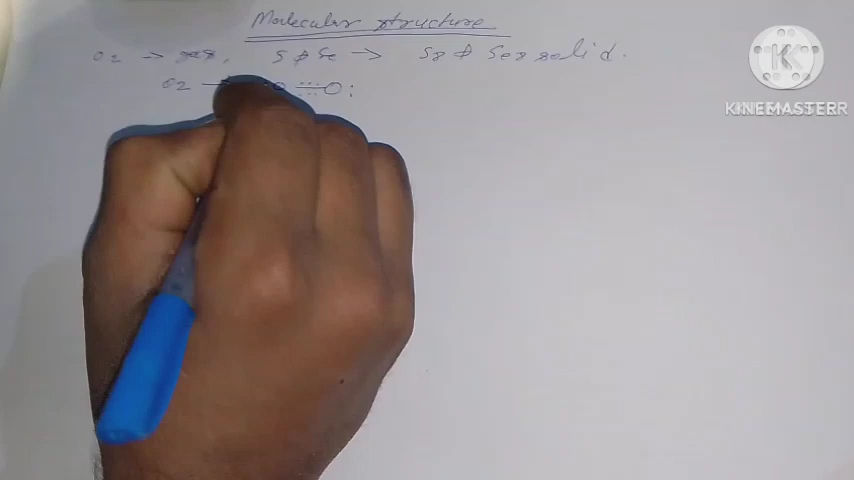 Molecular structure
O2 → gas, S & Se → S8 & Se8 solid.
O2 → :O ⋯ O:
KINEMASTER